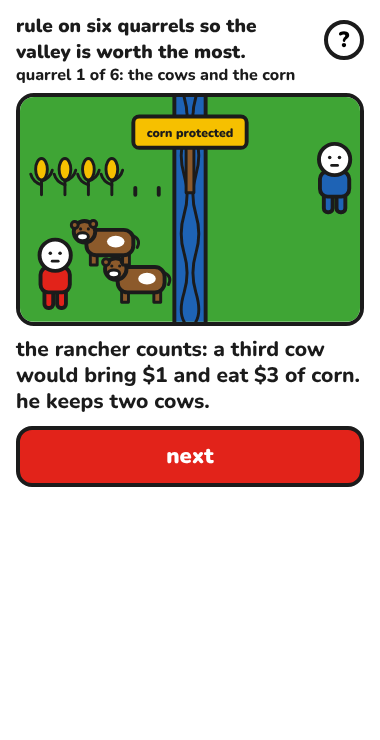 rule on six quarrels so the
valley is worth the most.
?
quarrel 1 of 6: the cows and the corn
corn protected
the rancher counts: a third cow
would bring $1 and eat $3 of corn.
he keeps two cows.
next